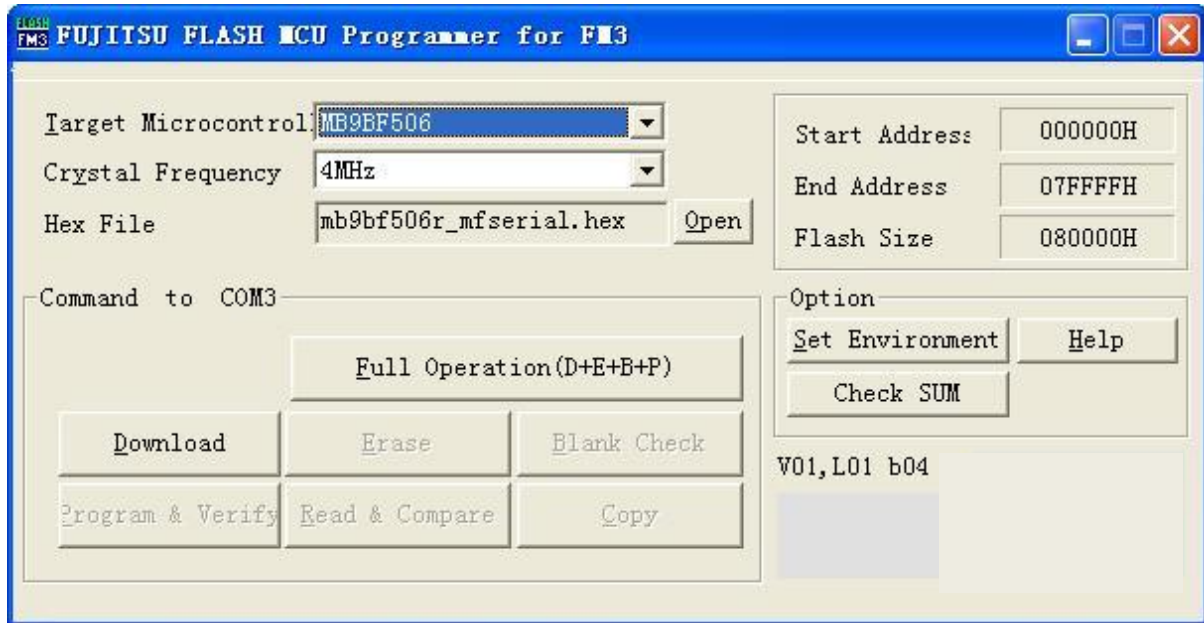 FLASH
FM3
FUJITSU FLASH MCU Programmer for FM3
Target Microcontrol
MB9BF506
Crystal Frequency
4MHz
Hex File
mb9bf506r_mfserial.hex
Open
Start Address
000000H
End Address
07FFFFH
Flash Size
080000H
Command to COM3
Full Operation(D+E+B+P)
Download
Erase
Blank Check
Program & Verify
Read & Compare
Copy
Option
Set Environment
Help
Check SUM
V01,L01 b04